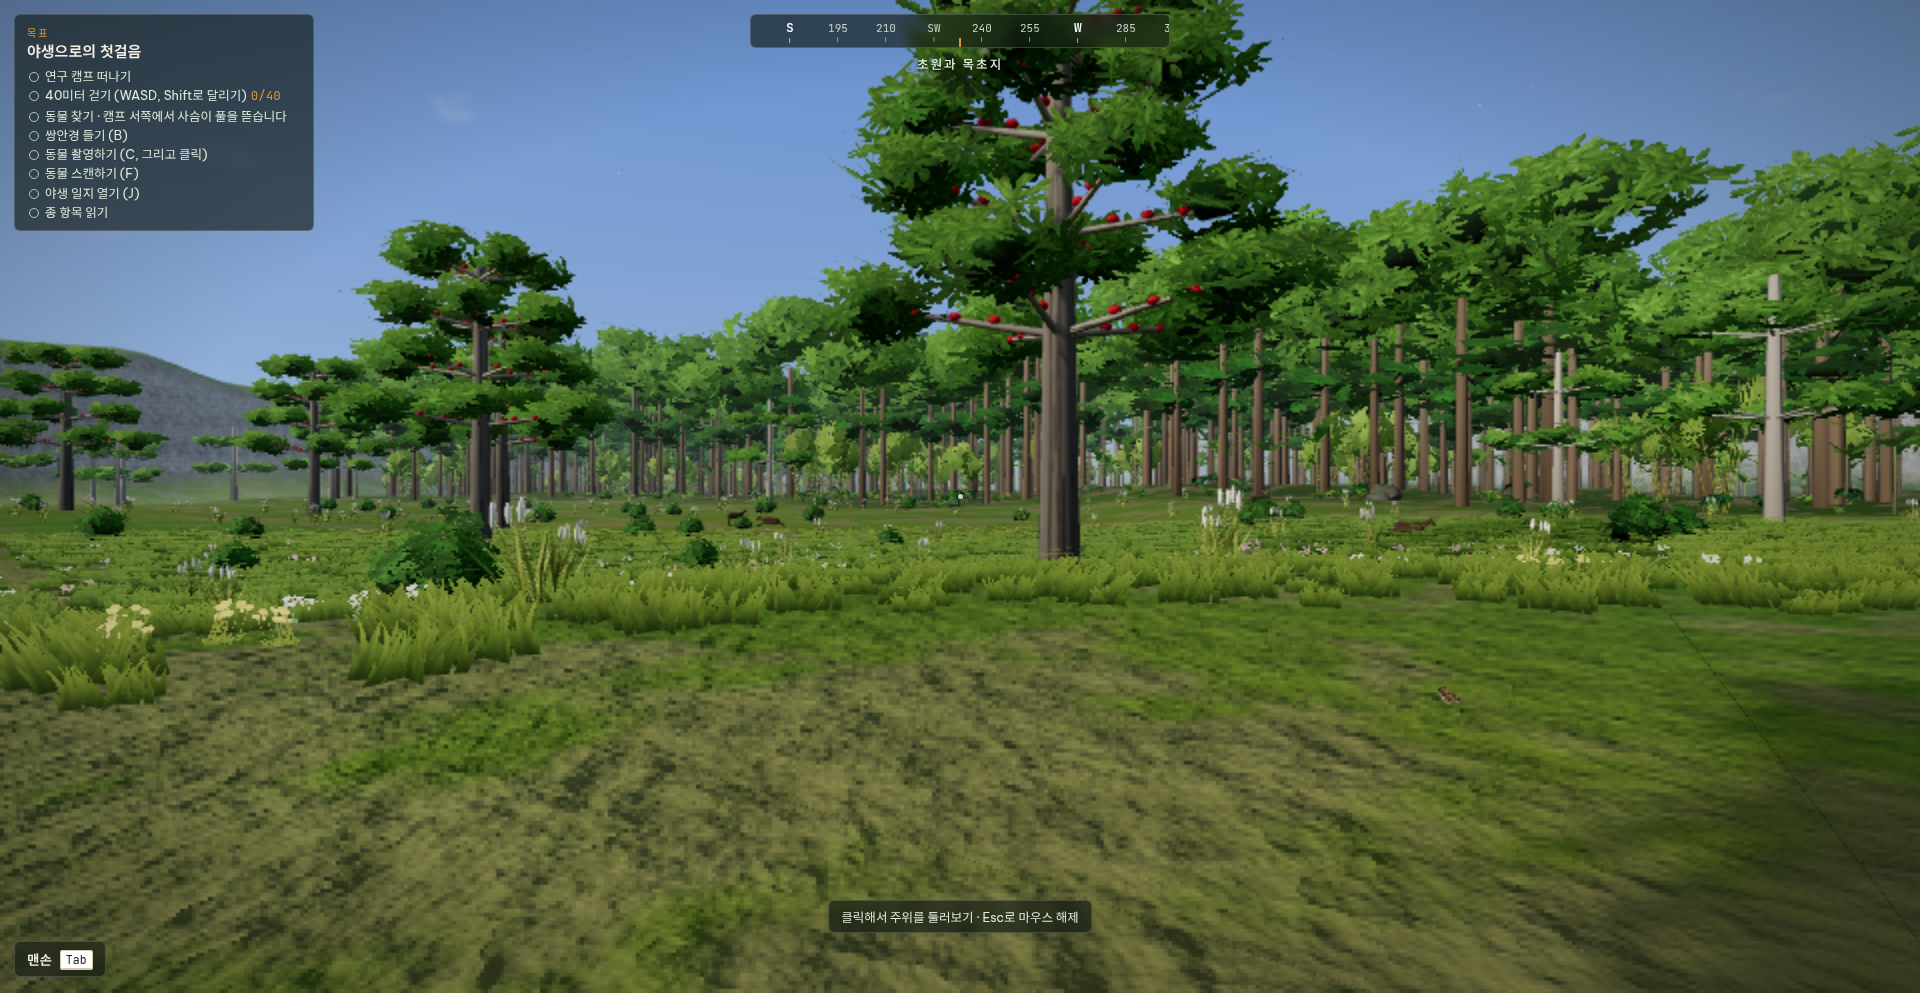 목표
야생으로의 첫걸음
연구 캠프 떠나기
40미터 걷기 (WASD, Shift로 달리기) 0/40
동물 찾기 · 캠프 서쪽에서 사슴이 풀을 뜯습니다
쌍안경 들기 (B)
동물 촬영하기 (C, 그리고 클릭)
동물 스캔하기 (F)
야생 일지 열기 (J)
종 항목 읽기
S 195 210 SW 240 255 W 285 3
초원과 목초지
클릭해서 주위를 둘러보기 · Esc로 마우스 해제
맨손 Tab